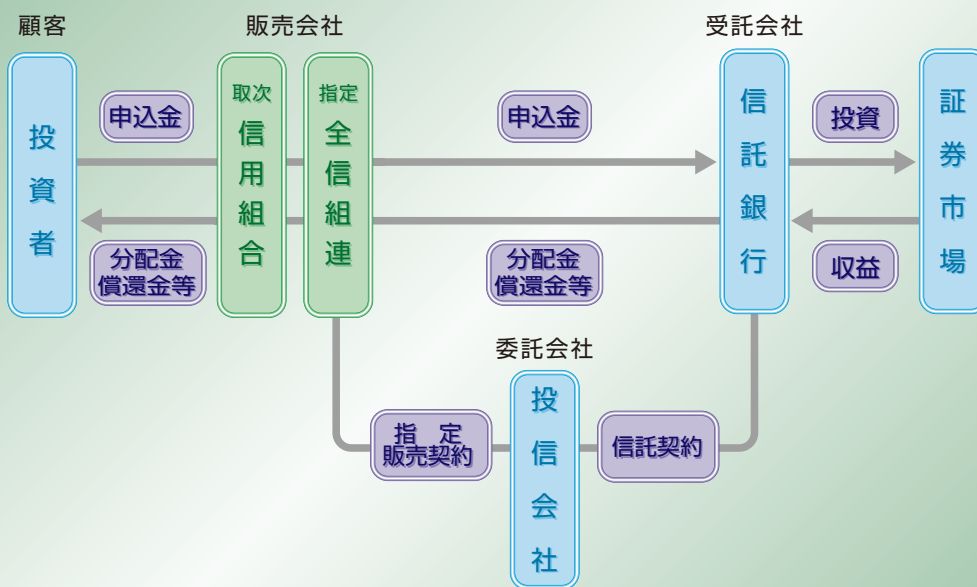 顧客
販売会社
受託会社
投資者
申込金
取次
信用組合
指定
全信組連
申込金
信託銀行
投資
証券市場
分配金
償還金等
分配金
償還金等
収益
委託会社
指 定
販売契約
投信会社
信託契約